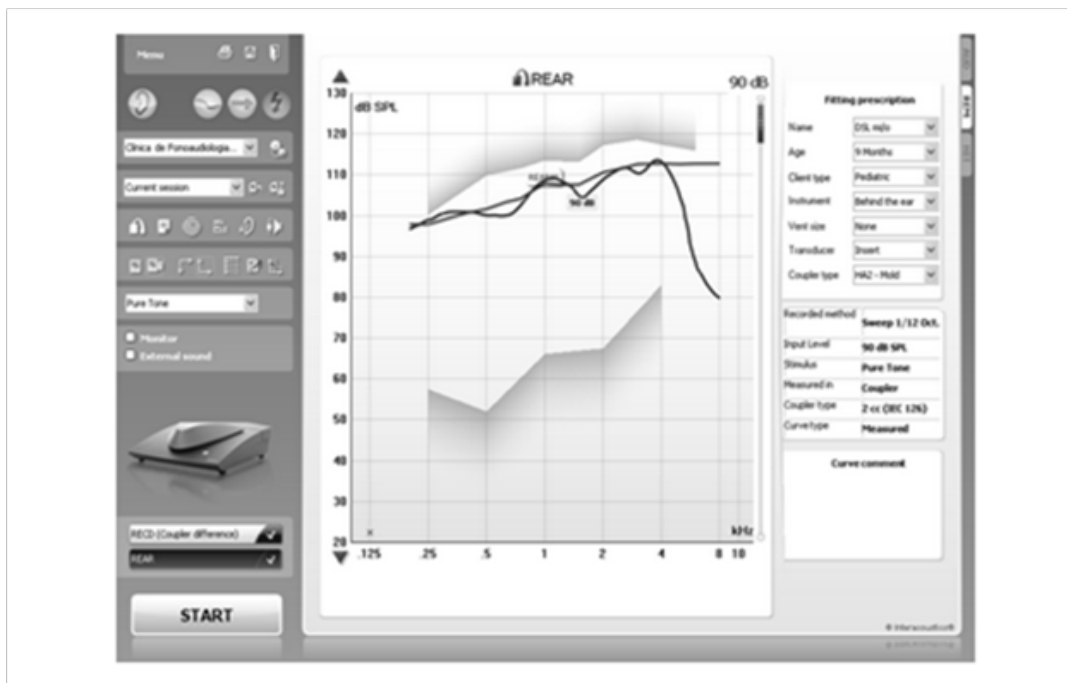 Menu
Clínica de Fonoaudiologia...
Current session
Pure Tone
Monitor
External sound
RECD (Coupler difference)
REAR
START
REAR
90 dB
dB SPL
130
120
110
100
90
80
70
60
50
40
30
20
90 dB
x
kHz
.125 .25 .5 1 2 4 8 10
Fitting prescription
Name DSL m/o
Age 9 Months
Client type Pediatric
Instrument Behind the ear
Vent size None
Transducer Insert
Coupler type HA2 - Mold
Recorded method Sweep 1/12 Oct.
Input Level 90 dB SPL
Stimulus Pure Tone
Measured in Coupler
Coupler type 2 cc (IEC 126)
Curve type Measured
Curve comment
© Interacoustics®